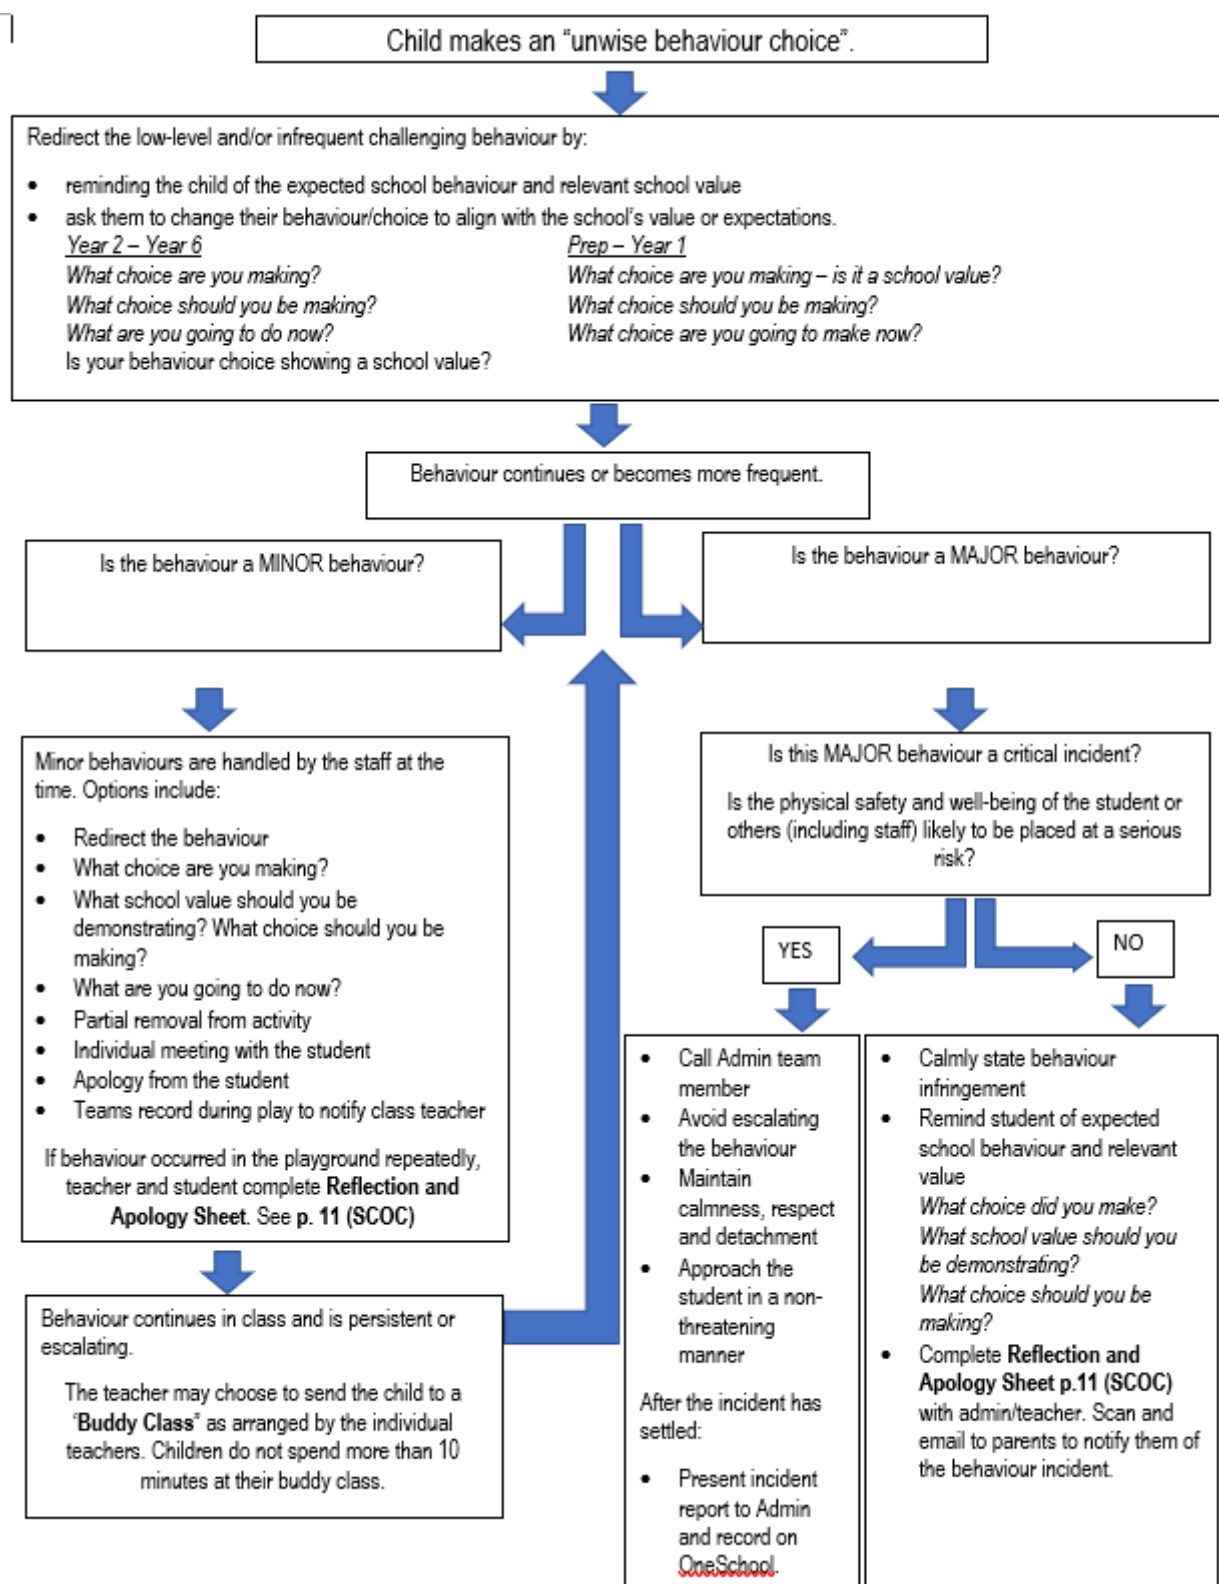 Child makes an “unwise behaviour choice”.
Redirect the low-level and/or infrequent challenging behaviour by:
• reminding the child of the expected school behaviour and relevant school value
• ask them to change their behaviour/choice to align with the school’s value or expectations.
Year 2 – Year 6
What choice are you making?
What choice should you be making?
What are you going to do now?
Is your behaviour choice showing a school value?
Prep – Year 1
What choice are you making – is it a school value?
What choice should you be making?
What choice are you going to make now?
Behaviour continues or becomes more frequent.
Is the behaviour a MINOR behaviour?
Is the behaviour a MAJOR behaviour?
Minor behaviours are handled by the staff at the
time. Options include:
• Redirect the behaviour
• What choice are you making?
• What school value should you be
demonstrating? What choice should you be
making?
• What are you going to do now?
• Partial removal from activity
• Individual meeting with the student
• Apology from the student
• Teams record during play to notify class teacher
If behaviour occurred in the playground repeatedly,
teacher and student complete Reflection and
Apology Sheet. See p. 11 (SCOC)
Behaviour continues in class and is persistent or
escalating.
The teacher may choose to send the child to a
“Buddy Class” as arranged by the individual
teachers. Children do not spend more than 10
minutes at their buddy class.
Is this MAJOR behaviour a critical incident?
Is the physical safety and well-being of the student or
others (including staff) likely to be placed at a serious
risk?
YES
NO
• Call Admin team
member
• Avoid escalating
the behaviour
• Maintain
calmness, respect
and detachment
• Approach the
student in a non-
threatening
manner
After the incident has
settled:
• Present incident
report to Admin
and record on
OneSchool.
• Calmly state behaviour
infringement
• Remind student of expected
school behaviour and relevant
value
What choice did you make?
What school value should you
be demonstrating?
What choice should you be
making?
• Complete Reflection and
Apology Sheet p.11 (SCOC)
with admin/teacher. Scan and
email to parents to notify them of
the behaviour incident.